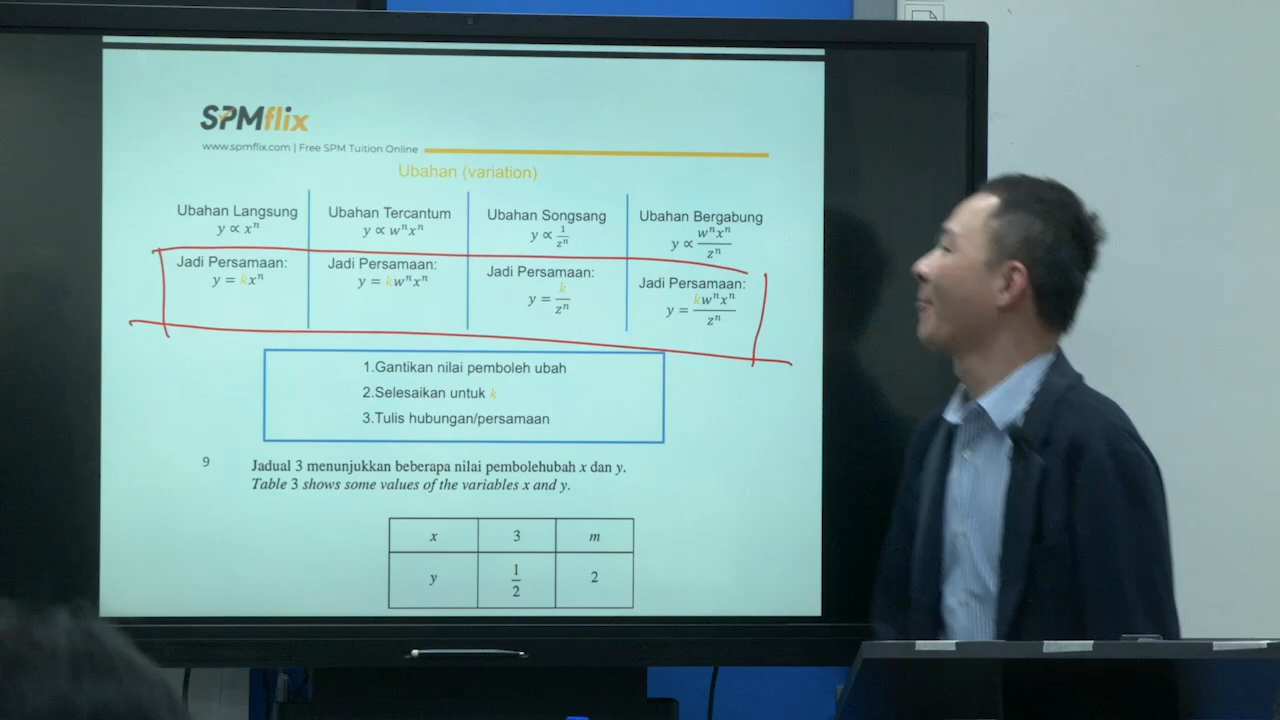 SPMflix
www.spmflix.com | Free SPM Tuition Online
Ubahan (variation)
Ubahan Langsung
y ∝ xⁿ
Jadi Persamaan:
y = kxⁿ
Ubahan Tercantum
y ∝ wⁿxⁿ
Jadi Persamaan:
y = kwⁿxⁿ
Ubahan Songsang
y ∝ 1/zⁿ
Jadi Persamaan:
y = k/zⁿ
Ubahan Bergabung
y ∝ wⁿxⁿ/zⁿ
Jadi Persamaan:
y = kwⁿxⁿ/zⁿ
1.Gantikan nilai pemboleh ubah
2.Selesaikan untuk k
3.Tulis hubungan/persamaan
9 Jadual 3 menunjukkan beberapa nilai pembolehubah x dan y.
Table 3 shows some values of the variables x and y.
x 3 m
y 1/2 2